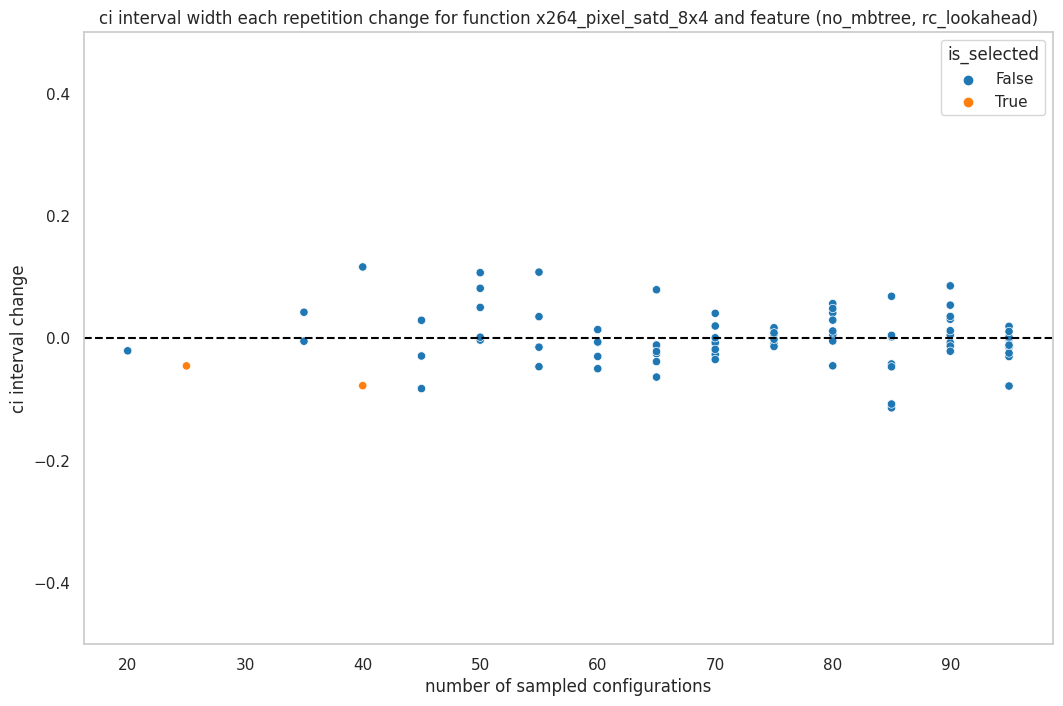 ci interval width each repetition change for function x264_pixel_satd_8x4 and feature (no_mbtree, rc_lookahead)
is_selected
False
True
ci interval change
0.4
0.2
0.0
−0.2
−0.4
20 30 40 50 60 70 80 90
number of sampled configurations